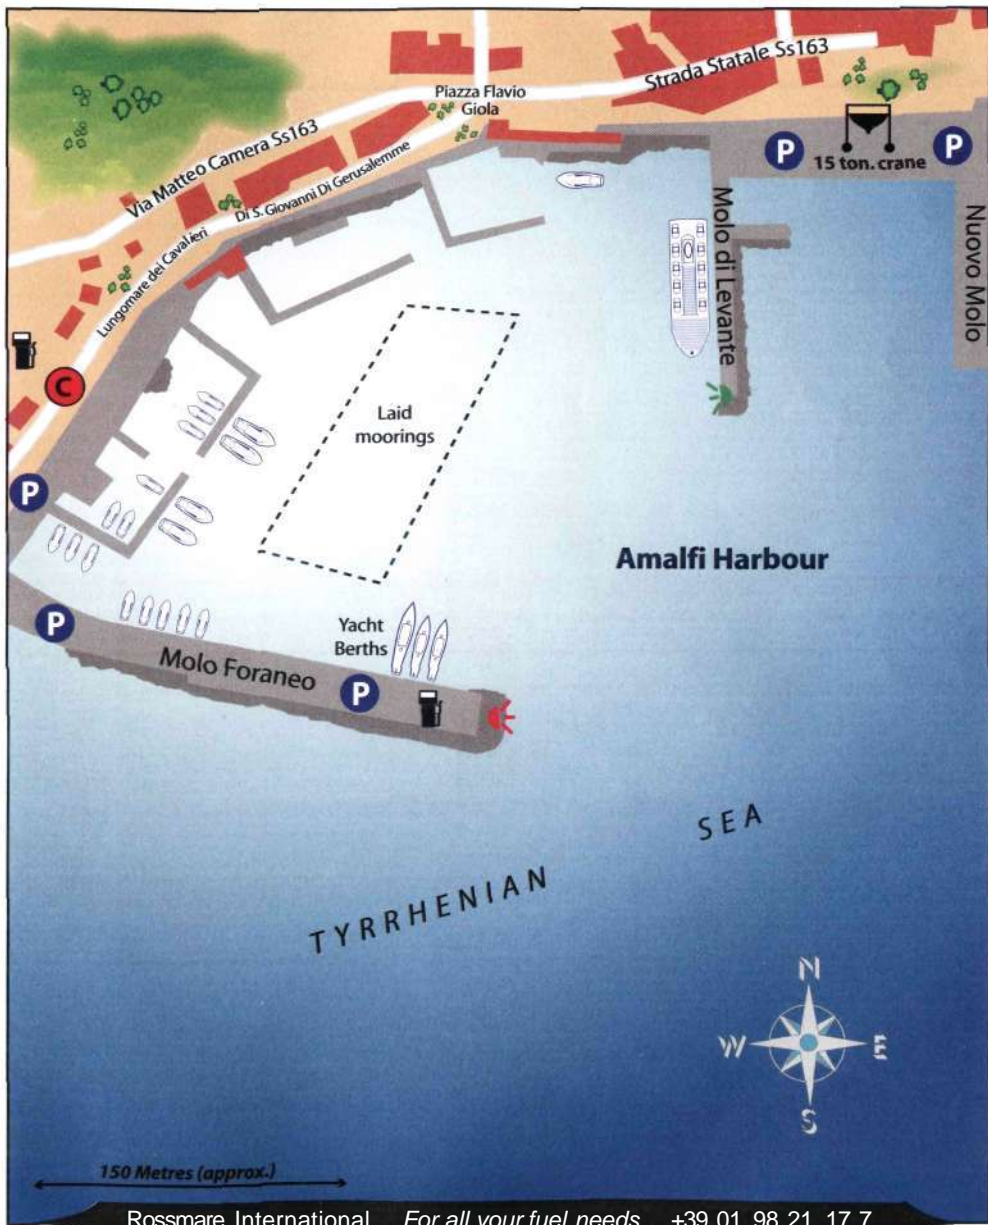 Strada Statale Ss163
Piazza Flavio
Giola
Via Matteo Camera Ss163
P
15 ton. crane
P
Di S. Giovanni Di Gerusalemme
Lungomare dei Cavalieri
Molo di Levante
Nuovo Molo
C
Laid
moorings
P
Amalfi Harbour
P
Yacht
Berths
Molo Foraneo
P
TYRRHENIAN SEA
N
W
E
S
150 Metres (approx.)
Rossmare International For all your fuel needs +39 01 98 21 17 7